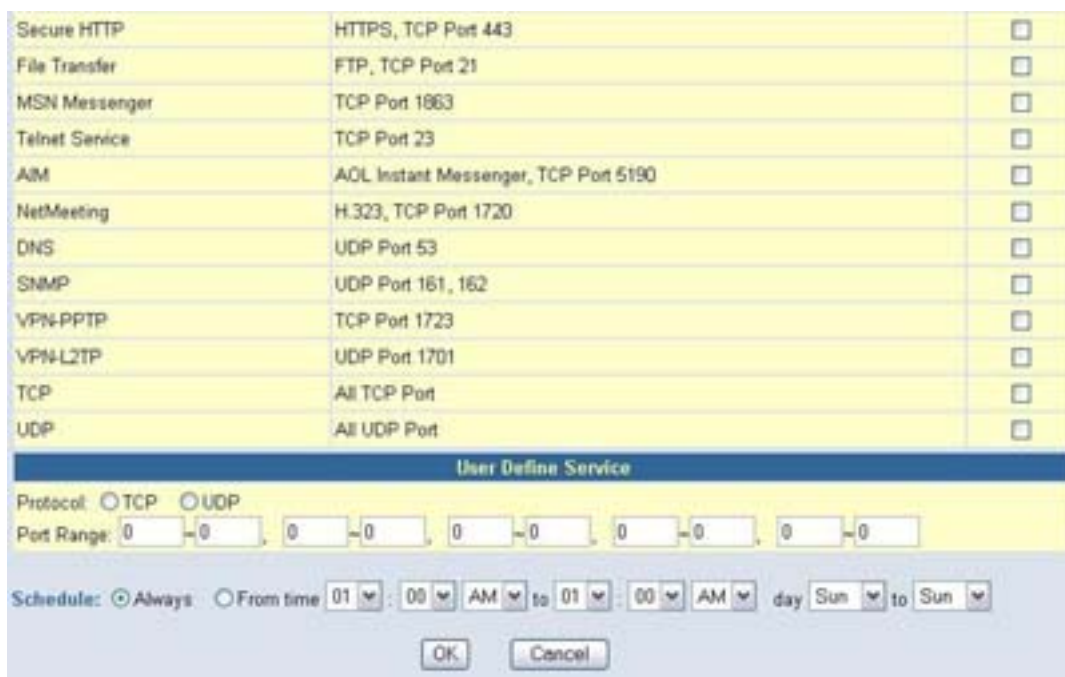 Secure HTTP HTTPS, TCP Port 443
File Transfer FTP, TCP Port 21
MSN Messenger TCP Port 1863
Telnet Service TCP Port 23
AIM AOL Instant Messenger, TCP Port 5190
NetMeeting H.323, TCP Port 1720
DNS UDP Port 53
SNMP UDP Port 161, 162
VPN-PPTP TCP Port 1723
VPN-L2TP UDP Port 1701
TCP All TCP Port
UDP All UDP Port
User Define Service
Protocol: TCP UDP
Port Range: 0 ~ 0 , 0 ~ 0 , 0 ~ 0 , 0 ~ 0 , 0 ~ 0
Schedule: Always From time 01 : 00 AM to 01 : 00 AM day Sun to Sun
OK Cancel